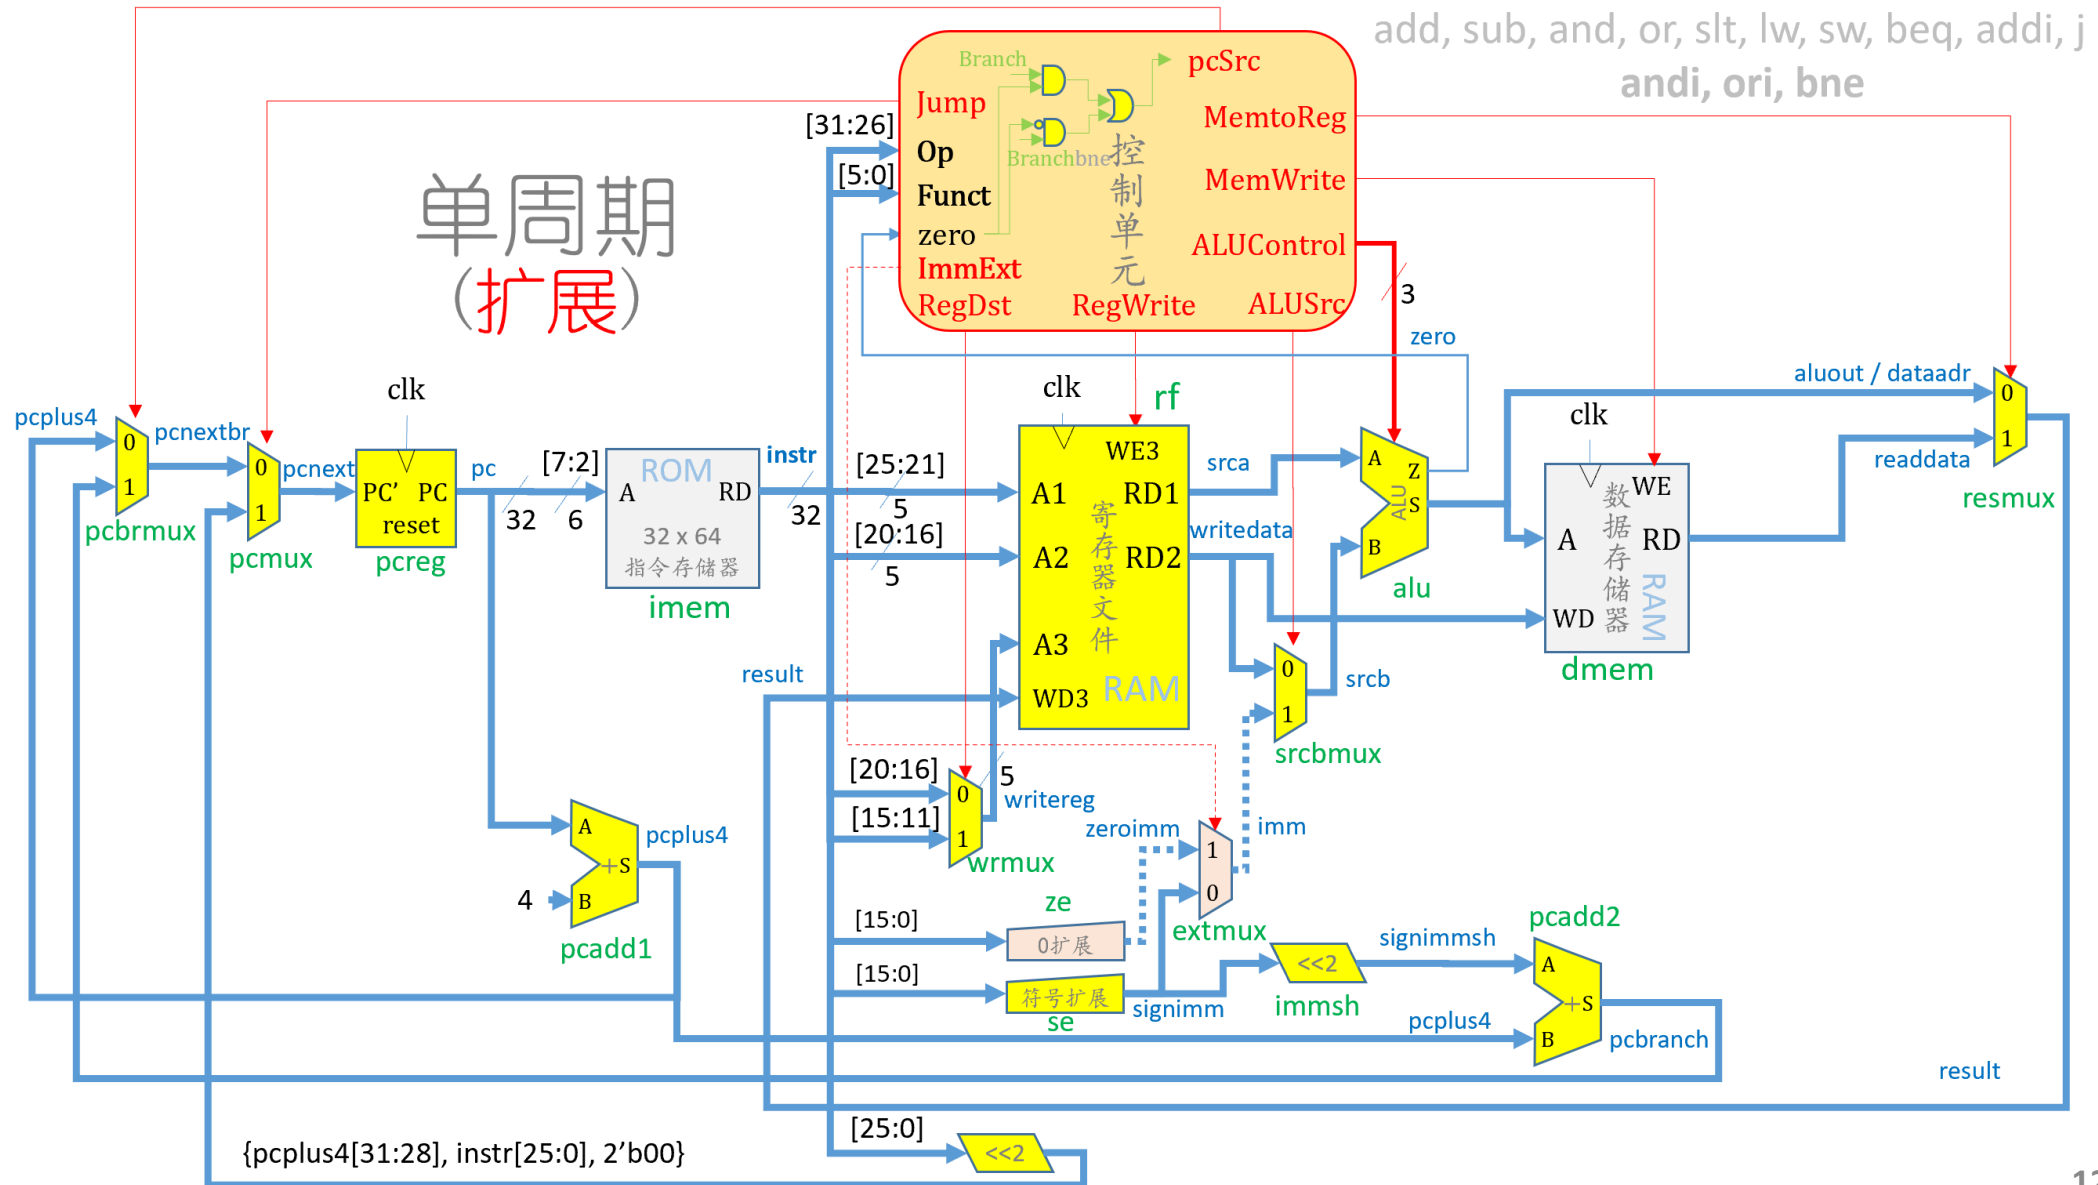 add, sub, and, or, slt, lw, sw, beq, addi, j
andi, ori, bne
单周期
(扩展)
Branch
pcSrc
Jump
MemtoReg
[31:26]
Op
Branchbne
控制单元
[5:0]
Funct
MemWrite
zero
ALUControl
ImmExt
RegDst
RegWrite
ALUSrc
3
zero
clk
clk
rf
clk
aluout / dataadr
0
1
readdata
resmux
pcplus4
0
1
pcbrmux
pcnextbr
0
1
pcmux
pcnext
PC’ PC
reset
pcreg
pc
32
[7:2]
6
ROM
A
RD
32 x 64
指令存储器
imem
instr
32
[25:21]
5
[20:16]
5
WE3
A1
RD1
A2
RD2
A3
WD3
寄存器文件
RAM
srca
writedata
A
B
Z
S
ALU
alu
WE
A
RD
WD
数据存储器
RAM
dmem
result
0
1
srcbmux
srcb
[20:16]
[15:11]
0
1
5
writereg
wrmux
zeroimm
1
0
imm
extmux
A
B
+S
4
pcplus4
pcadd1
[15:0]
ze
0扩展
[15:0]
符号扩展
se
signimm
<<2
immsh
signimmsh
pcadd2
A
B
+S
pcplus4
pcbranch
result
[25:0]
<<2
{pcplus4[31:28], instr[25:0], 2’b00}